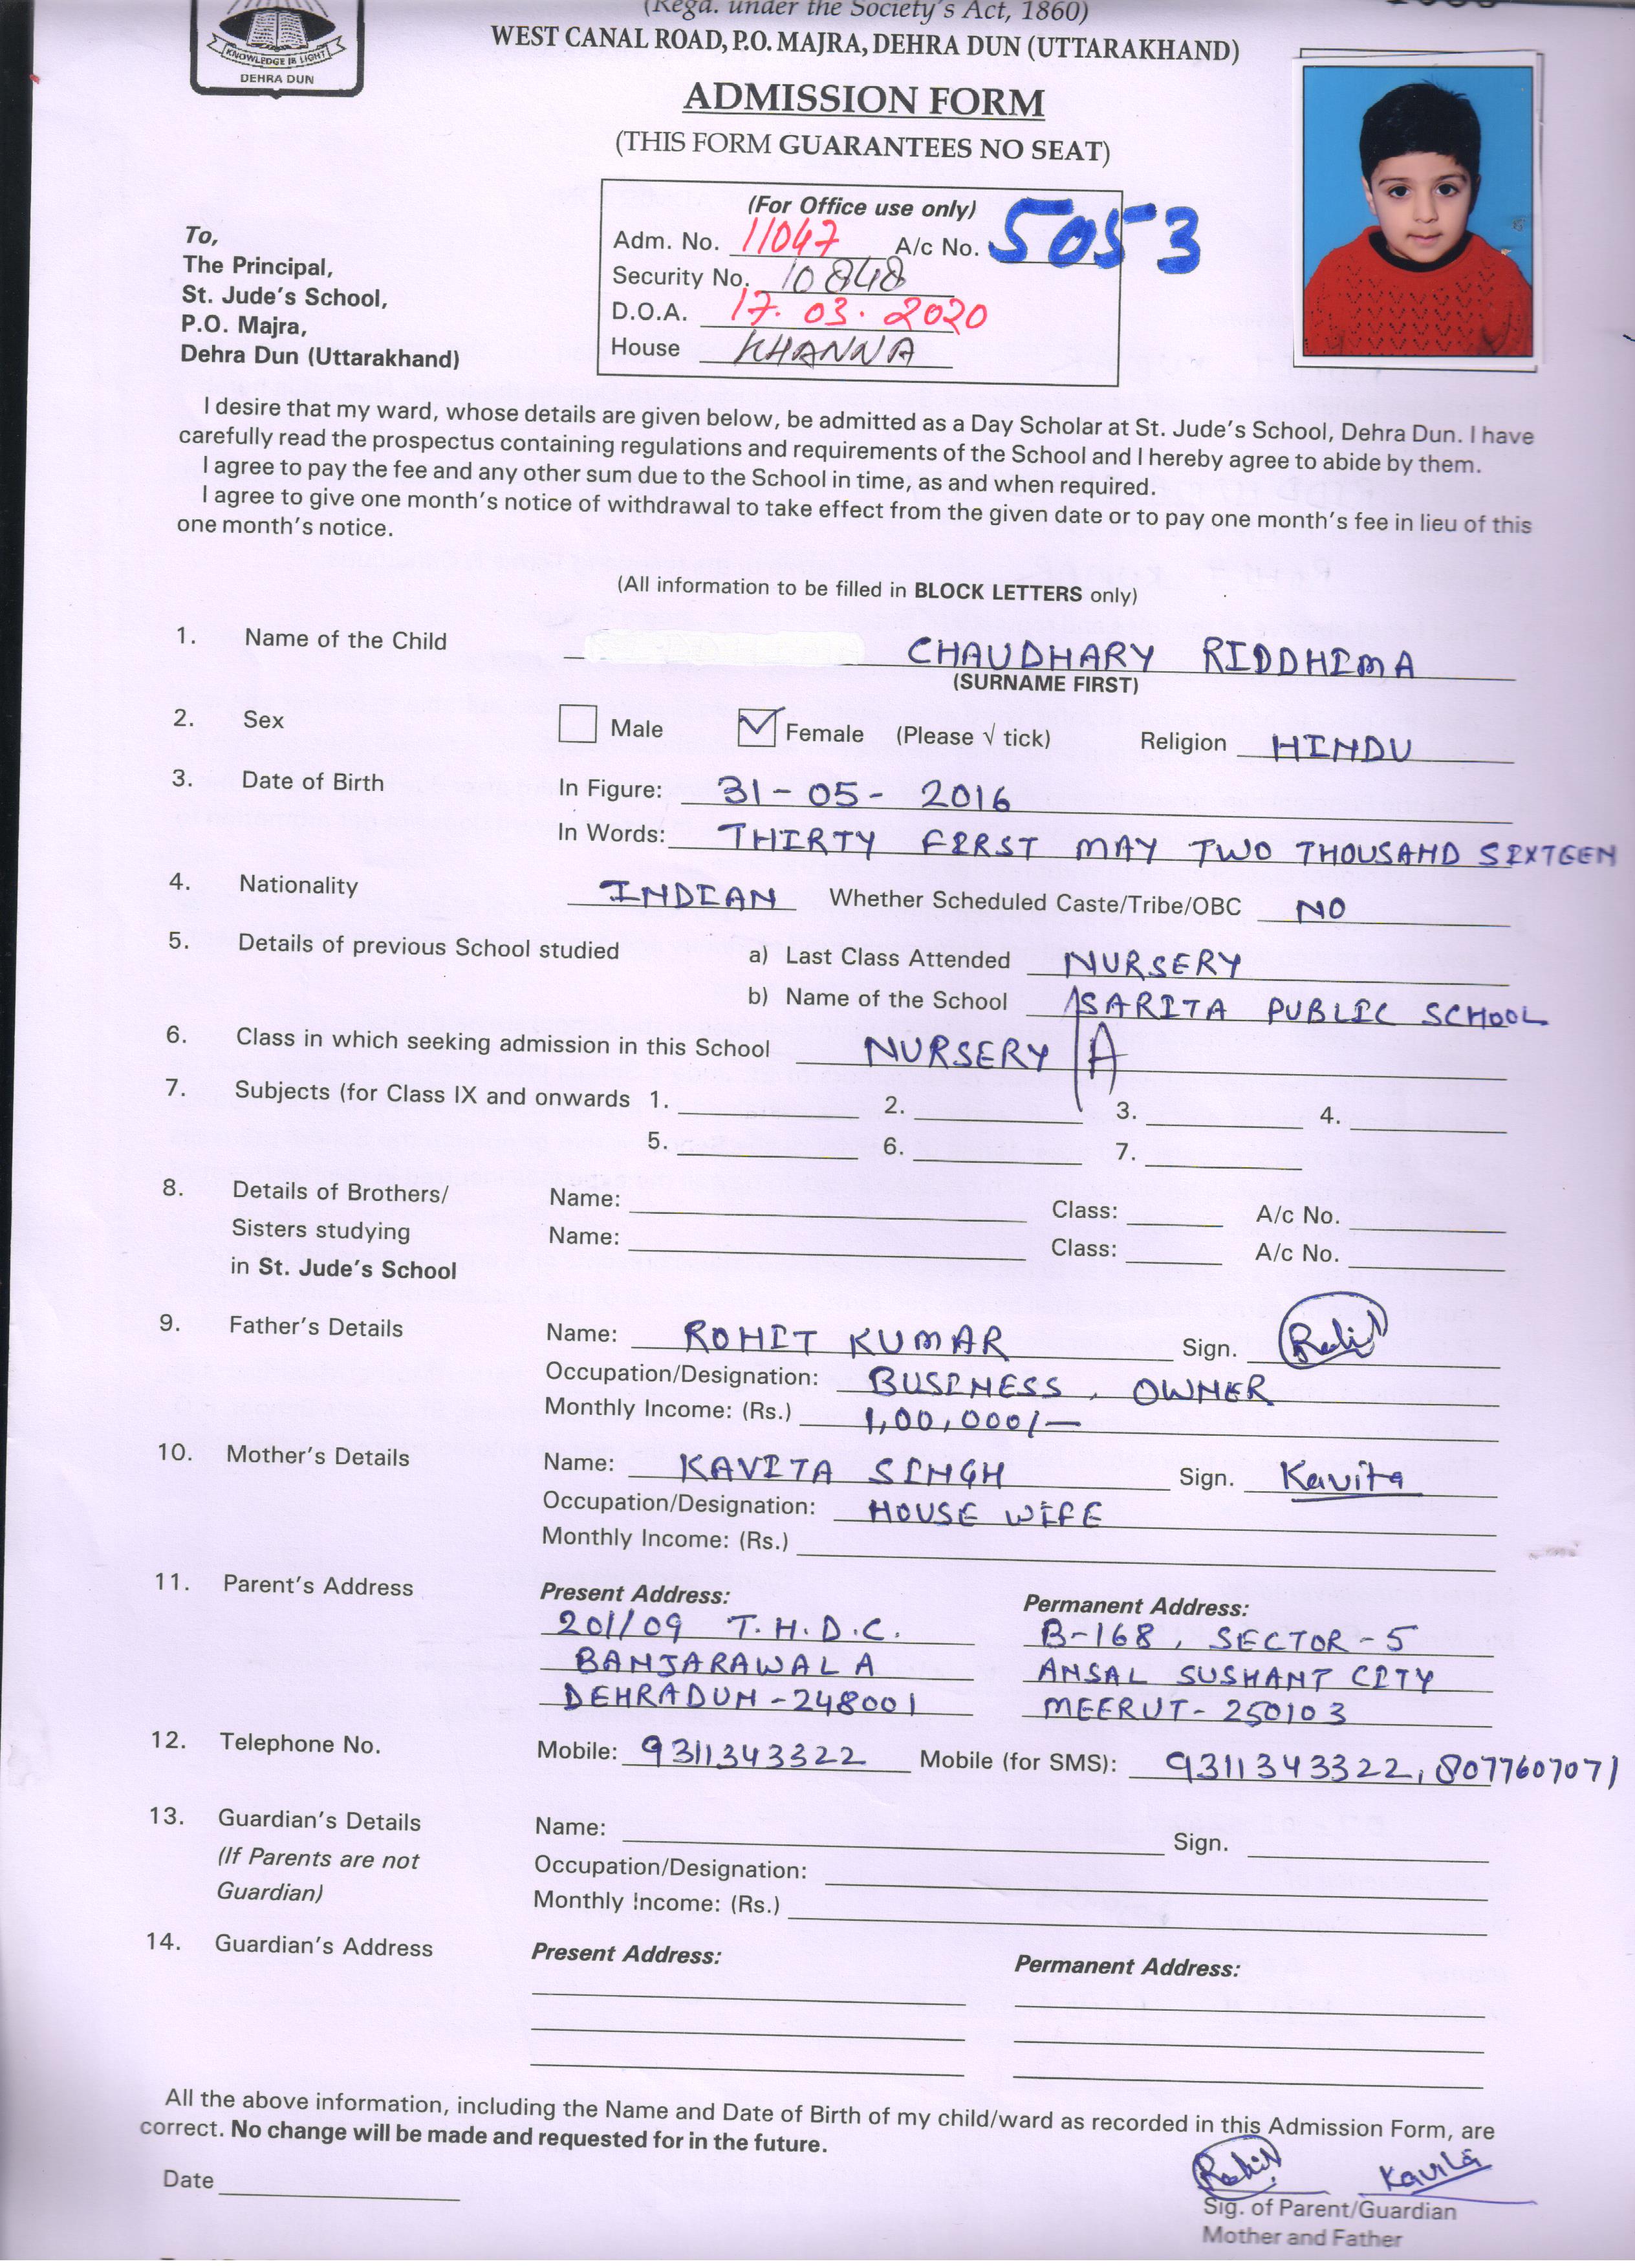 (Regd. under the Society's Act, 1860)
WEST CANAL ROAD, P.O. MAJRA, DEHRA DUN (UTTARAKHAND)
KNOWLEDGE IS LIGHT
DEHRA DUN
ADMISSION FORM
(THIS FORM GUARANTEES NO SEAT)
(For Office use only)
Adm. No. 11047 A/c No. 5053
Security No. 10848
D.O.A. 17.03.2020
House KHANNA
To,
The Principal,
St. Jude's School,
P.O. Majra,
Dehra Dun (Uttarakhand)
I desire that my ward, whose details are given below, be admitted as a Day Scholar at St. Jude's School, Dehra Dun. I have
carefully read the prospectus containing regulations and requirements of the School and I hereby agree to abide by them.
I agree to pay the fee and any other sum due to the School in time, as and when required.
I agree to give one month's notice of withdrawal to take effect from the given date or to pay one month's fee in lieu of this
one month's notice.
(All information to be filled in BLOCK LETTERS only)
1. Name of the Child CHAUDHARY RIDDHIMA
(SURNAME FIRST)
2. Sex Male Female (Please √ tick) Religion HINDU
3. Date of Birth In Figure: 31-05-2016
In Words: THIRTY FIRST MAY TWO THOUSAND SIXTEEN
4. Nationality INDIAN Whether Scheduled Caste/Tribe/OBC NO
5. Details of previous School studied a) Last Class Attended NURSERY
b) Name of the School SARITA PUBLIC SCHOOL
6. Class in which seeking admission in this School NURSERY A
7. Subjects (for Class IX and onwards 1. 2. 3. 4.
5. 6. 7.
8. Details of Brothers/ Name: Class: A/c No.
Sisters studying Name: Class: A/c No.
in St. Jude's School
9. Father's Details Name: ROHIT KUMAR Sign. Rohit
Occupation/Designation: BUSINESS, OWNER
Monthly Income: (Rs.) 1,00,000/-
10. Mother's Details Name: KAVITA SINGH Sign. Kavita
Occupation/Designation: HOUSE WIFE
Monthly Income: (Rs.)
11. Parent's Address Present Address: Permanent Address:
201/09 T.H.D.C. B-168, SECTOR-5
BANJARAWALA ANSAL SUSHANT CITY
DEHRADUN-248001 MEERUT-250103
12. Telephone No. Mobile: 9311343322 Mobile (for SMS): 9311343322, 8077607071
13. Guardian's Details Name: Sign.
(If Parents are not Occupation/Designation:
Guardian) Monthly Income: (Rs.)
14. Guardian's Address Present Address: Permanent Address:
All the above information, including the Name and Date of Birth of my child/ward as recorded in this Admission Form, are
correct. No change will be made and requested for in the future.
Rohit Kavita
Date Sig. of Parent/Guardian
Mother and Father